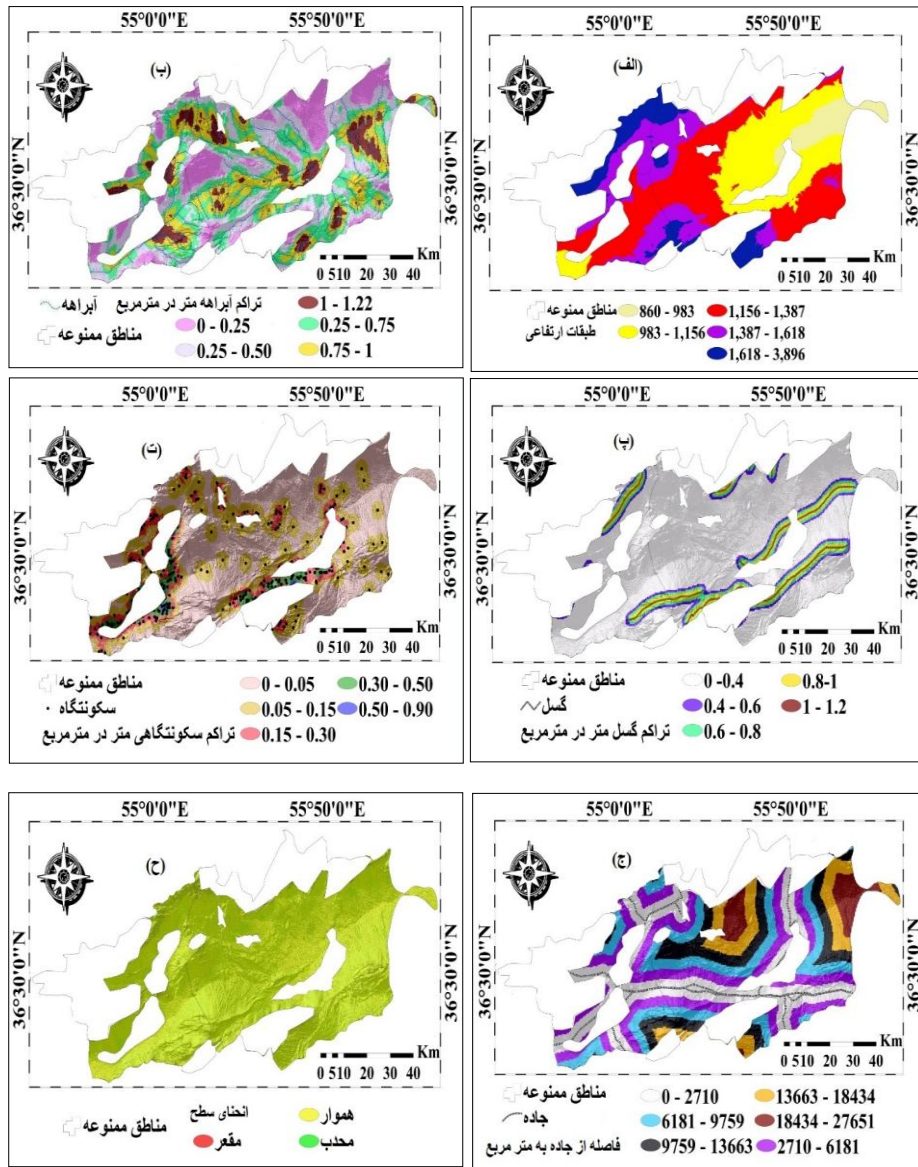 55°0'0"E 55°50'0"E
(الف)
36°30'0"N
36°30'0"N
Km
0 5 10 20 30 40
مناطق ممنوعه 860 - 983 1,156 - 1,387
طبقات ارتفاعی 983 - 1,156 1,387 - 1,618
1,618 - 3,896
55°0'0"E 55°50'0"E
(ب)
36°30'0"N
36°30'0"N
Km
0 5 10 20 30 40
آبراهه تراکم آبراهه متر در مترمربع 1 - 1.22
مناطق ممنوعه 0 - 0.25 0.25 - 0.75
0.25 - 0.50 0.75 - 1
55°0'0"E 55°50'0"E
(پ)
36°30'0"N
36°30'0"N
Km
0 5 10 20 30 40
مناطق ممنوعه 0 -0.4 0.8-1
گسل 0.4 - 0.6 1 - 1.2
تراکم گسل متر در مترمربع 0.6 - 0.8
55°0'0"E 55°50'0"E
(ت)
36°30'0"N
36°30'0"N
Km
0 5 10 20 30 40
مناطق ممنوعه 0 - 0.05 0.30 - 0.50
سکونتگاه 0.05 - 0.15 0.50 - 0.90
تراکم سکونتگاهی متر در مترمربع 0.15 - 0.30
55°0'0"E 55°50'0"E
(ج)
36°30'0"N
36°30'0"N
Km
0 5 10 20 30 40
مناطق ممنوعه 0 - 2710 13663 - 18434
جاده 6181 - 9759 18434 - 27651
فاصله از جاده به متر مربع 9759 - 13663 2710 - 6181
55°0'0"E 55°50'0"E
(ح)
36°30'0"N
36°30'0"N
Km
0 5 10 20 30 40
انحنای سطح هموار
مناطق ممنوعه مقعر محدب